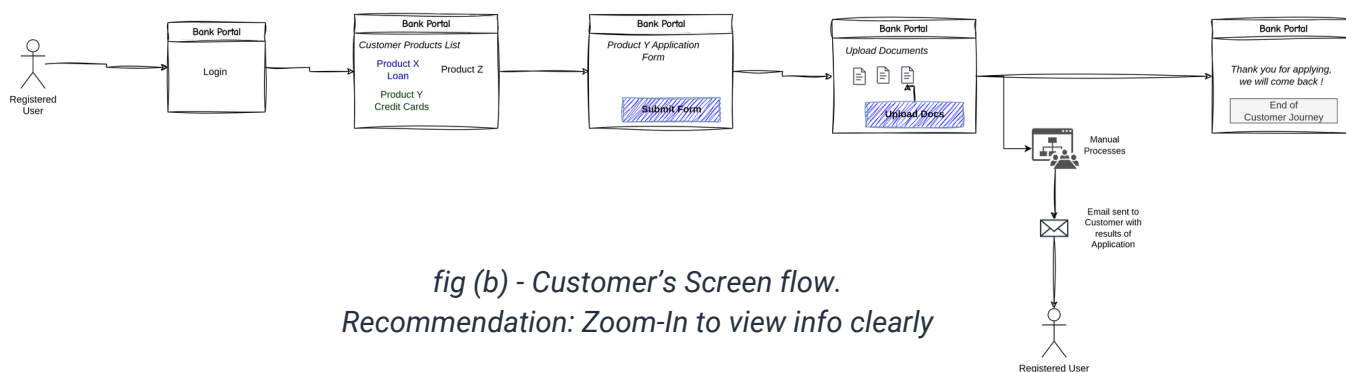 Registered
User
Bank Portal
Login
Bank Portal
Customer Products List
Product X
Loan
Product Z
Product Y
Credit Cards
Bank Portal
Product Y Application
Form
Submit Form
Bank Portal
Upload Documents
Upload Docs
Bank Portal
Thank you for applying,
we will come back !
End of
Customer Journey
Manual
Processes
Email sent to
Customer with
results of
Application
Registered User
fig (b) - Customer’s Screen flow.
Recommendation: Zoom-In to view info clearly